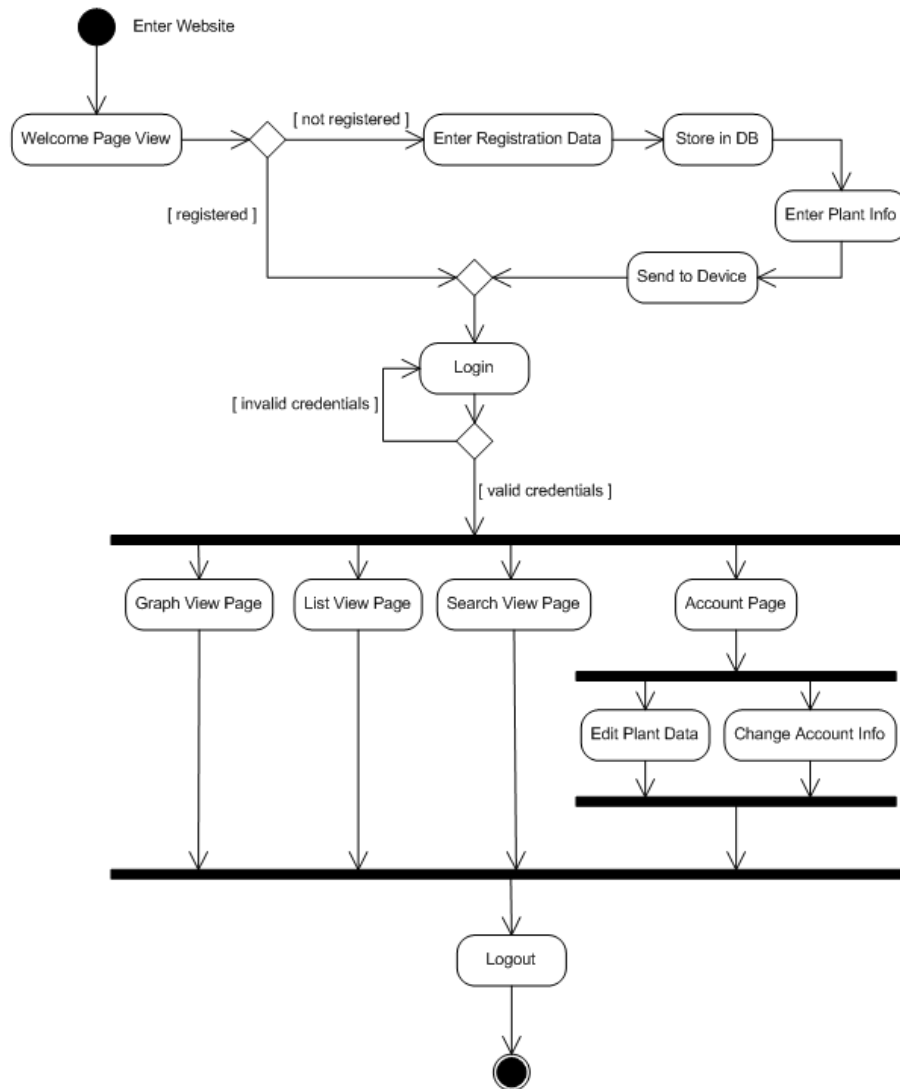 Enter Website
Welcome Page View
[ not registered ]
Enter Registration Data
Store in DB
[ registered ]
Enter Plant Info
Send to Device
Login
[ invalid credentials ]
[ valid credentials ]
Graph View Page
List View Page
Search View Page
Account Page
Edit Plant Data
Change Account Info
Logout